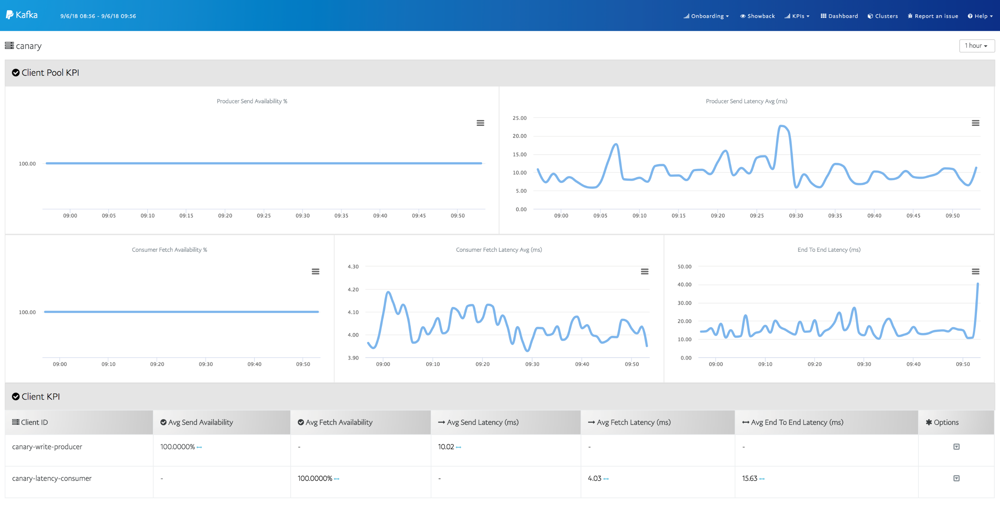 Kafka 9/6/18 08:56 - 9/6/18 09:56 Onboarding Showback KPIs Dashboard Clusters Report an issue Help
canary 1 hour
Client Pool KPI
Producer Send Availability %
100.00
09:00 09:05 09:10 09:15 09:20 09:25 09:30 09:35 09:40 09:45 09:50
Producer Send Latency Avg (ms)
25.00
20.00
15.00
10.00
5.00
0.00
09:00 09:05 09:10 09:15 09:20 09:25 09:30 09:35 09:40 09:45 09:50
Consumer Fetch Availability %
100.00
09:00 09:10 09:20 09:30 09:40 09:50
Consumer Fetch Latency Avg (ms)
4.30
4.20
4.10
4.00
3.90
09:00 09:10 09:20 09:30 09:40 09:50
End To End Latency (ms)
50.00
40.00
30.00
20.00
10.00
0.00
09:00 09:10 09:20 09:30 09:40 09:50
Client KPI
Client ID Avg Send Availability Avg Fetch Availability Avg Send Latency (ms) Avg Fetch Latency (ms) Avg End To End Latency (ms) Options
canary-write-producer 100.0000% - 10.02 - -
canary-latency-consumer - 100.0000% - 4.03 15.63